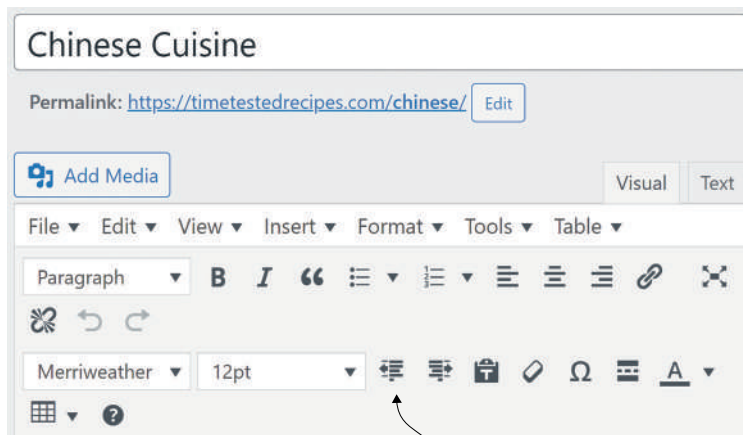 Chinese Cuisine
Permalink: https://timetestedrecipes.com/chinese/ Edit
Add Media
Visual Text
File Edit View Insert Format Tools Table
Paragraph B I
Merriweather 12pt Ω A